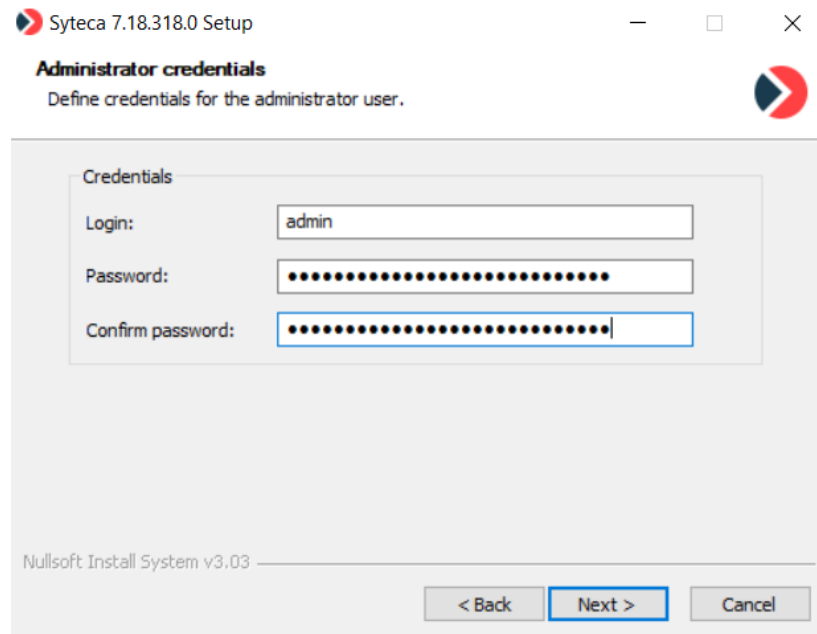 Syteca 7.18.318.0 Setup
Administrator credentials
Define credentials for the administrator user.
Credentials
Login: admin
Password: ••••••••••••••••••••••••••••
Confirm password: ••••••••••••••••••••••••••••
Nullsoft Install System v3.03
< Back Next > Cancel